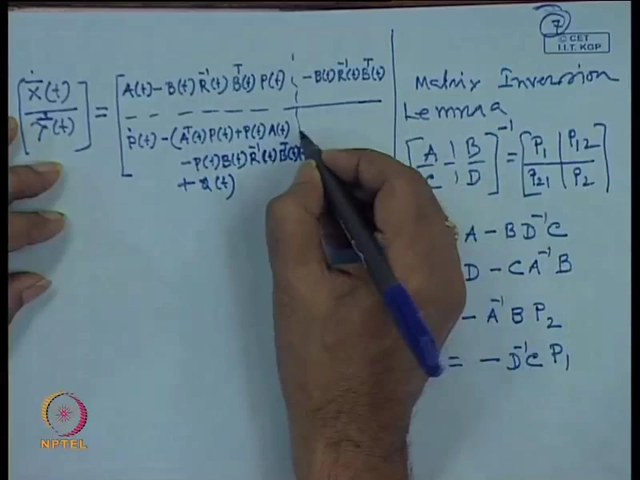 7
© CET
I.I.T. KGP
[Ẋ(t) / λ̇(t)] = [A(t) – B(t) R⁻¹(t) Bᵀ(t) P(t) ¦ – B(t) R⁻¹(t) Bᵀ(t)
Ṗ(t) – (Aᵀ(t) P(t) + P(t) A(t)
– P(t) B(t) R⁻¹(t) Bᵀ(t)
+ Q(t)
Matrix Inversion
Lemma
[A ¦ B / C ¦ D]⁻¹ = [P₁ | P₁₂ / P₂₁ | P₂]
A – B D⁻¹ C
D – C A⁻¹ B
– A⁻¹ B P₂
= – D⁻¹ C P₁
NPTEL